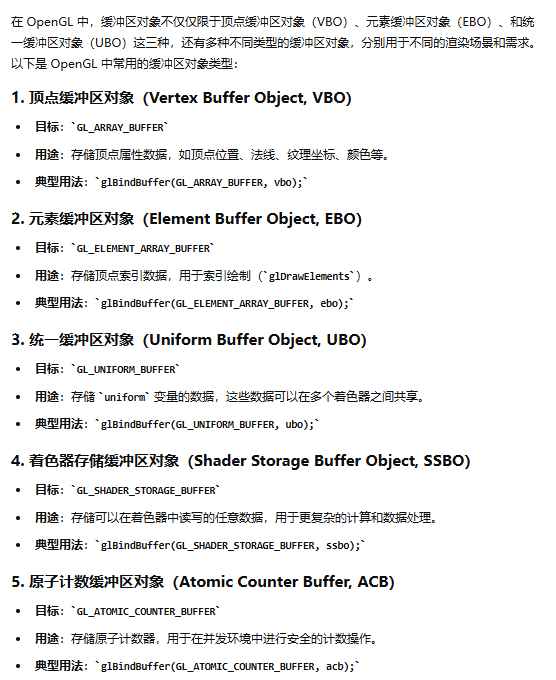 在 OpenGL 中，缓冲区对象不仅仅限于顶点缓冲区对象（VBO）、元素缓冲区对象（EBO）、和统
一缓冲区对象（UBO）这三种，还有多种不同类型的缓冲区对象，分别用于不同的渲染场景和需求。
以下是 OpenGL 中常用的缓冲区对象类型：
1. 顶点缓冲区对象（Vertex Buffer Object, VBO）
• 目标：`GL_ARRAY_BUFFER`
• 用途：存储顶点属性数据，如顶点位置、法线、纹理坐标、颜色等。
• 典型用法：`glBindBuffer(GL_ARRAY_BUFFER, vbo);`
2. 元素缓冲区对象（Element Buffer Object, EBO）
• 目标：`GL_ELEMENT_ARRAY_BUFFER`
• 用途：存储顶点索引数据，用于索引绘制（`glDrawElements`）。
• 典型用法：`glBindBuffer(GL_ELEMENT_ARRAY_BUFFER, ebo);`
3. 统一缓冲区对象（Uniform Buffer Object, UBO）
• 目标：`GL_UNIFORM_BUFFER`
• 用途：存储 `uniform` 变量的数据，这些数据可以在多个着色器之间共享。
• 典型用法：`glBindBuffer(GL_UNIFORM_BUFFER, ubo);`
4. 着色器存储缓冲区对象（Shader Storage Buffer Object, SSBO）
• 目标：`GL_SHADER_STORAGE_BUFFER`
• 用途：存储可以在着色器中读写的任意数据，用于更复杂的计算和数据处理。
• 典型用法：`glBindBuffer(GL_SHADER_STORAGE_BUFFER, ssbo);`
5. 原子计数缓冲区对象（Atomic Counter Buffer, ACB）
• 目标：`GL_ATOMIC_COUNTER_BUFFER`
• 用途：存储原子计数器，用于在并发环境中进行安全的计数操作。
• 典型用法：`glBindBuffer(GL_ATOMIC_COUNTER_BUFFER, acb);`